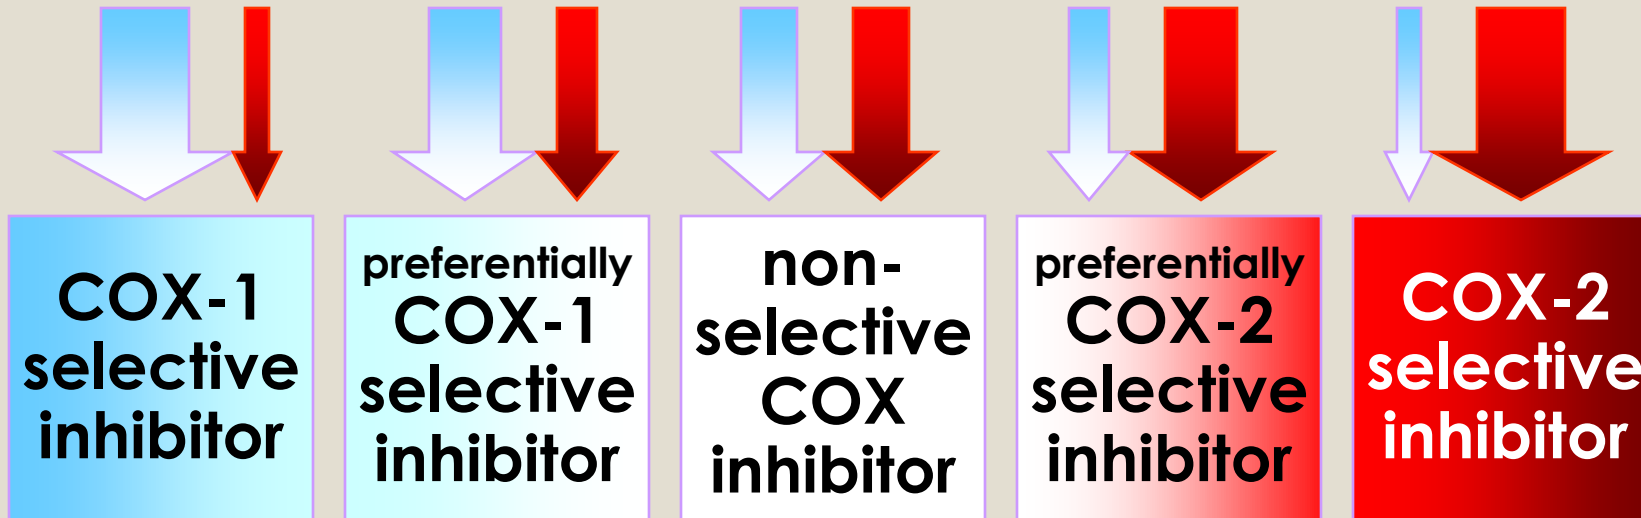 COX-1
selective
inhibitor
preferentially
COX-1
selective
inhibitor
non-
selective
COX
inhibitor
preferentially
COX-2
selective
inhibitor
COX-2
selective
inhibitor